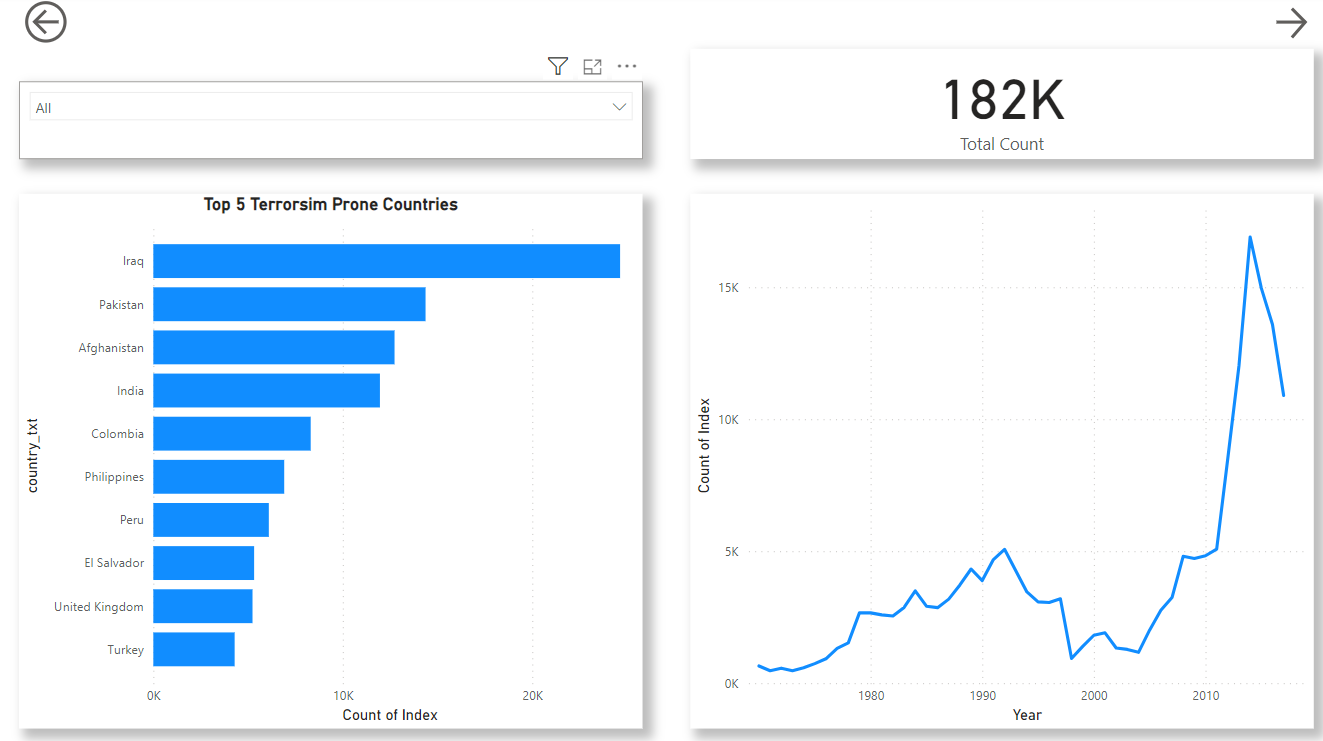 All
182K
Total Count
Top 5 Terrorsim Prone Countries
country_txt
Iraq
Pakistan
Afghanistan
India
Colombia
Philippines
Peru
El Salvador
United Kingdom
Turkey
0K 10K 20K
Count of Index
Count of Index
15K
10K
5K
0K
1980 1990 2000 2010
Year